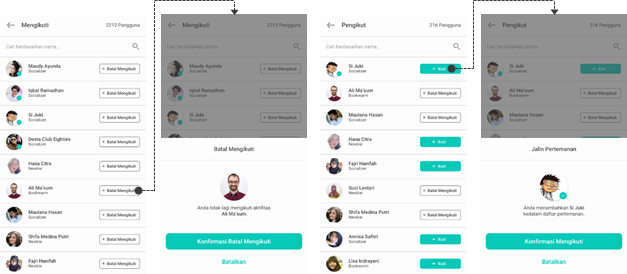 Mengikuti
2212 Pengguna
Cari berdasarkan nama...
Maudy Ayunda
Socializer
× Batal Mengikuti
Iqbal Ramadhan
Socializer
× Batal Mengikuti
Si Juki
Socializer
× Batal Mengikuti
Desta Club Eighties
Socializer
× Batal Mengikuti
Hana Citra
Newbie
× Batal Mengikuti
Fajri Hanifah
Newbie
× Batal Mengikuti
Ali Ma'sum
Bookworm
× Batal Mengikuti
Maulana Hasan
Socializer
× Batal Mengikuti
Shifa Medina Putri
Newbie
× Batal Mengikuti
Fajri Hanifah
Newbie
× Batal Mengikuti
Mengikuti
2212 Pengguna
Cari berdasarkan nama...
Maudy Ayunda
Socializer
× Batal Mengikuti
Iqbal Ramadhan
Socializer
× Batal Mengikuti
Si Juki
Socializer
× Batal Mengikuti
Batal Mengikuti
Anda tidak lagi mengikuti aktifitas
Ali Ma'sum.
Konfirmasi Batal Mengikuti
Batalkan
Pengikut
216 Pengguna
Cari berdasarkan nama...
Si Juki
Socializer
+ Ikuti
Ali Ma'sum
Bookworm
× Batal Mengikuti
Maulana Hasan
Socializer
× Batal Mengikuti
Hana Citra
Newbie
+ Ikuti
Fajri Hanifah
Newbie
+ Ikuti
Suci Lestari
Bookworm
× Batal Mengikuti
Shifa Medina Putri
Newbie
× Batal Mengikuti
Annisa Safitri
Socializer
+ Ikuti
Lisa Indrayani
Bookworm
+ Ikuti
Pengikut
216 Pengguna
Cari berdasarkan nama...
Si Juki
Socializer
+ Ikuti
Ali Ma'sum
Bookworm
× Batal Mengikuti
Maulana Hasan
Socializer
× Batal Mengikuti
Jalin Pertemanan
Anda menambahkan Si Juki
kedalam daftar pertemanan.
Konfirmasi Mengikuti
Batalkan